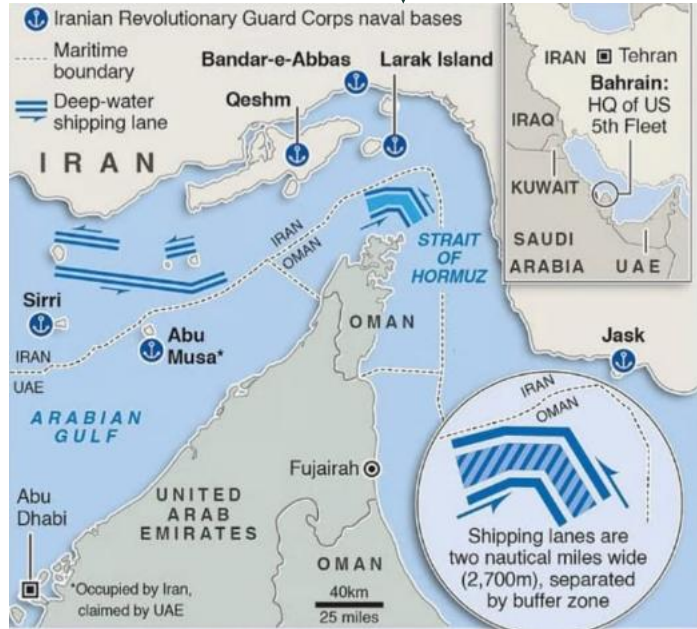 Iranian Revolutionary Guard Corps naval bases
Maritime
boundary
Deep-water
shipping lane
Bandar-e-Abbas
Larak Island
Qeshm
IRAN
IRAN
OMAN
STRAIT
OF
HORMUZ
OMAN
Sirri
Abu
Musa*
IRAN
UAE
ARABIAN
GULF
Jask
Fujairah
Abu
Dhabi
UNITED
ARAB
EMIRATES
OMAN
*Occupied by Iran,
claimed by UAE
40km
25 miles
IRAN
Tehran
Bahrain:
HQ of US
5th Fleet
IRAQ
KUWAIT
SAUDI
ARABIA
UAE
IRAN
OMAN
Shipping lanes are
two nautical miles wide
(2,700m), separated
by buffer zone